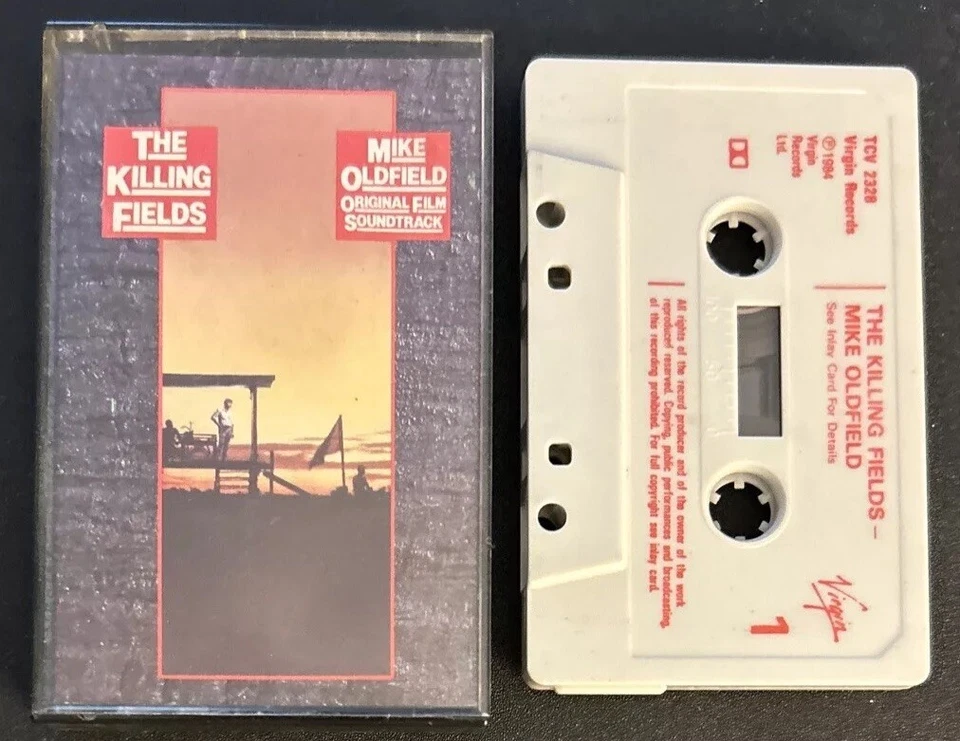 THE
KILLING
FIELDS
MIKE
OLDFIELD
ORIGINAL FILM
SOUNDTRACK
TCV 2328
Virgin Records
Ⓟ 1984
Virgin
Records
Ltd.
THE KILLING FIELDS–
MIKE OLDFIELD
See Inlay Card For Details
All rights of the record producer and of the owner of the work
reproduced reserved. Copying, public performances and broadcasting,
of this recording prohibited. For full copyright see inlay card.
Virgin
1